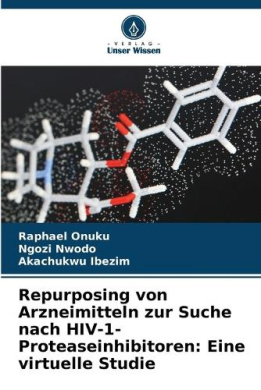 VERLAG
Unser Wissen
Raphael Onuku
Ngozi Nwodo
Akachukwu Ibezim
Repurposing von
Arzneimitteln zur Suche
nach HIV-1-
Proteaseinhibitoren: Eine
virtuelle Studie